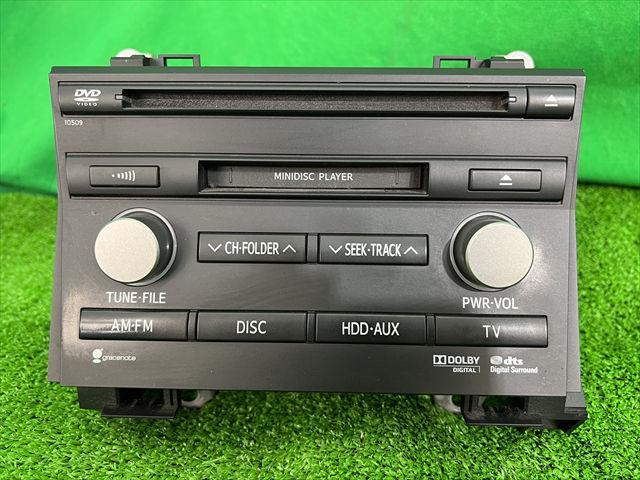 DVD
VIDEO
10509
MINIDISC PLAYER
CH·FOLDER
SEEK·TRACK
TUNE·FILE
PWR·VOL
AM·FM
DISC
HDD·AUX
TV
gracenote
DOLBY
DIGITAL
dts
Digital Surround